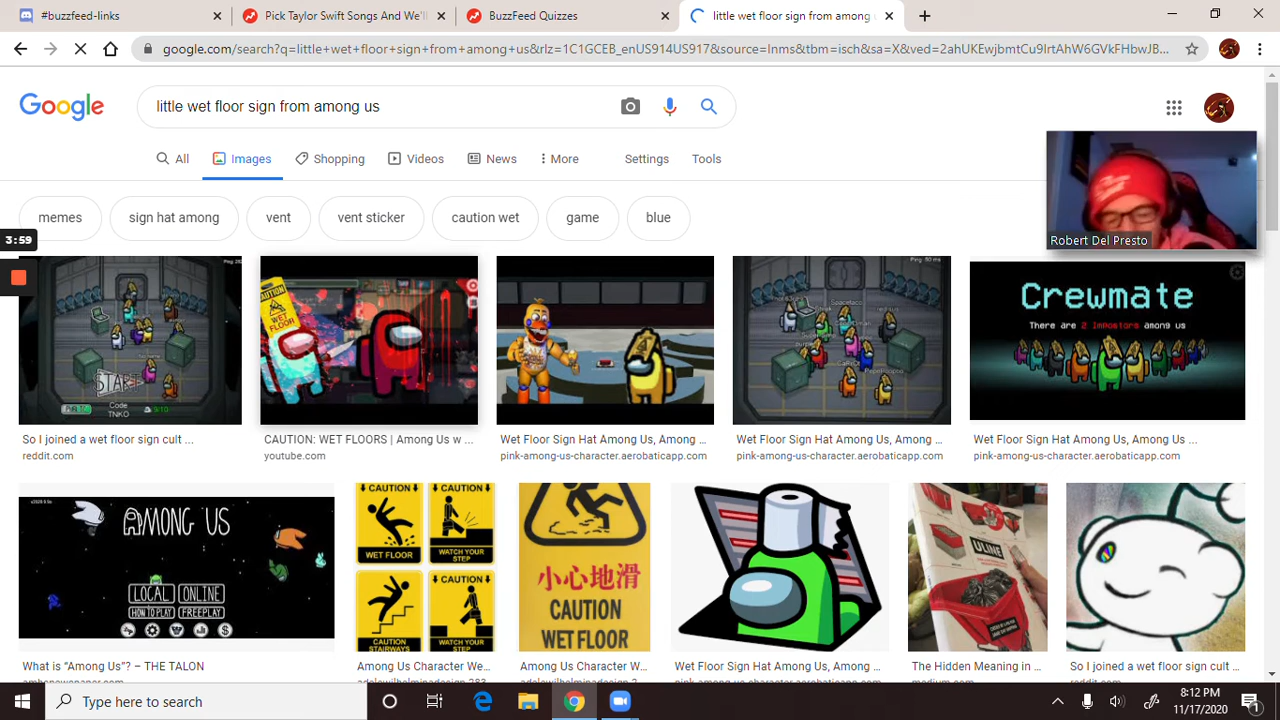 #buzzfeed-links
Pick Taylor Swift Songs And We'll
BuzzFeed Quizzes
little wet floor sign from among
google.com/search?q=little+wet+floor+sign+from+among+us&rlz=1C1GCEB_enUS914US917&source=lnms&tbm=isch&sa=X&ved=2ahUKEwjbmtCu9IrtAhW6GVkFHbwJB...
Google
little wet floor sign from among us
All
Images
Shopping
Videos
News
More
Settings
Tools
memes
sign hat among
vent
vent sticker
caution wet
game
blue
3:59
Robert Del Presto
START
Code
TNKO
9/10
CAUTION
WET
FLOOR
Crewmate
There are 2 Impostors among us
So I joined a wet floor sign cult ...
reddit.com
CAUTION: WET FLOORS | Among Us w ...
youtube.com
Wet Floor Sign Hat Among Us, Among ...
pink-among-us-character.aerobaticapp.com
Wet Floor Sign Hat Among Us, Among ...
pink-among-us-character.aerobaticapp.com
Wet Floor Sign Hat Among Us, Among Us ...
pink-among-us-character.aerobaticapp.com
AMONG US
LOCAL
ONLINE
HOW TO PLAY
FREEPLAY
CAUTION
WET FLOOR
CAUTION
WATCH YOUR
STEP
CAUTION
CAUTION
STAIRWAYS
CAUTION
WATCH YOUR
STEP
小心地滑
CAUTION
WET FLOOR
ULINE
What is “Among Us”? – THE TALON
Among Us Character We...
Among Us Character W...
Wet Floor Sign Hat Among Us, Among ...
The Hidden Meaning in ...
So I joined a wet floor sign cult ...
Type here to search
8:12 PM
11/17/2020